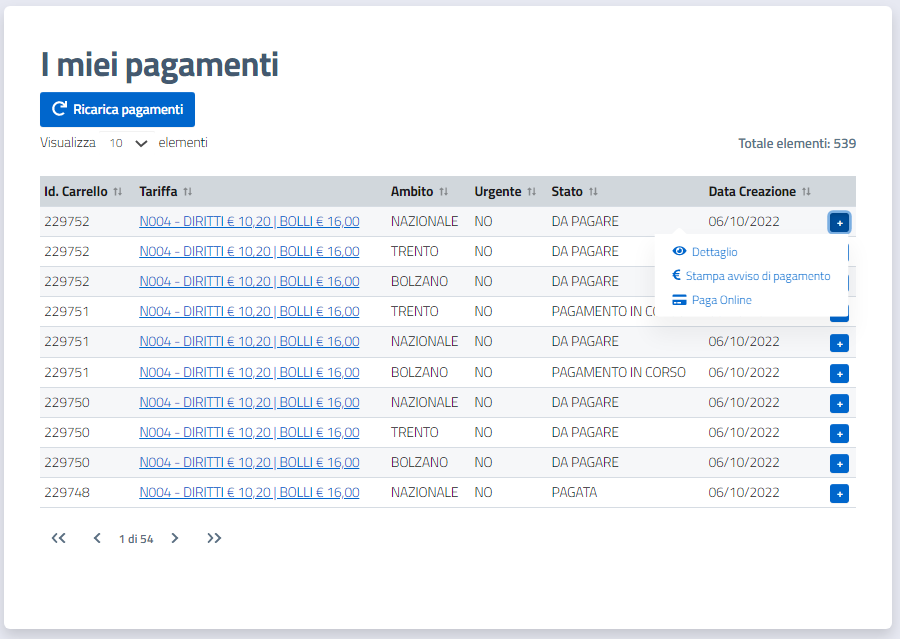 I miei pagamenti
Ricarica pagamenti
Visualizza 10 elementi Totale elementi: 539
Id. Carrello Tariffa Ambito Urgente Stato Data Creazione
229752 N004 - DIRITTI € 10,20 | BOLLI € 16,00 NAZIONALE NO DA PAGARE 06/10/2022 +
229752 N004 - DIRITTI € 10,20 | BOLLI € 16,00 TRENTO NO DA PAGARE
Dettaglio
229752 N004 - DIRITTI € 10,20 | BOLLI € 16,00 BOLZANO NO DA PAGARE
€ Stampa avviso di pagamento
229751 N004 - DIRITTI € 10,20 | BOLLI € 16,00 TRENTO NO PAGAMENTO IN
Paga Online
229751 N004 - DIRITTI € 10,20 | BOLLI € 16,00 NAZIONALE NO DA PAGARE 06/10/2022 +
229751 N004 - DIRITTI € 10,20 | BOLLI € 16,00 BOLZANO NO PAGAMENTO IN CORSO 06/10/2022 +
229750 N004 - DIRITTI € 10,20 | BOLLI € 16,00 NAZIONALE NO DA PAGARE 06/10/2022 +
229750 N004 - DIRITTI € 10,20 | BOLLI € 16,00 TRENTO NO DA PAGARE 06/10/2022 +
229750 N004 - DIRITTI € 10,20 | BOLLI € 16,00 BOLZANO NO DA PAGARE 06/10/2022 +
229748 N004 - DIRITTI € 10,20 | BOLLI € 16,00 NAZIONALE NO PAGATA 06/10/2022 +
1 di 54